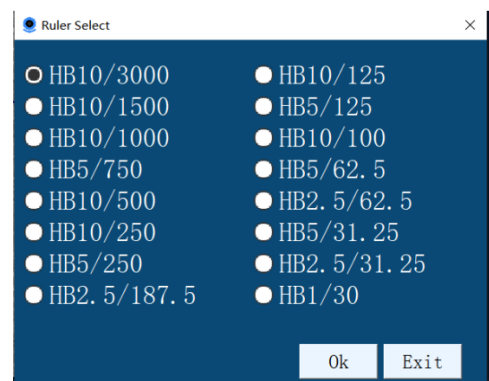 Ruler Select
HB10/3000
HB10/1500
HB10/1000
HB5/750
HB10/500
HB10/250
HB5/250
HB2.5/187.5
HB10/125
HB5/125
HB10/100
HB5/62.5
HB2.5/62.5
HB5/31.25
HB2.5/31.25
HB1/30
Ok
Exit